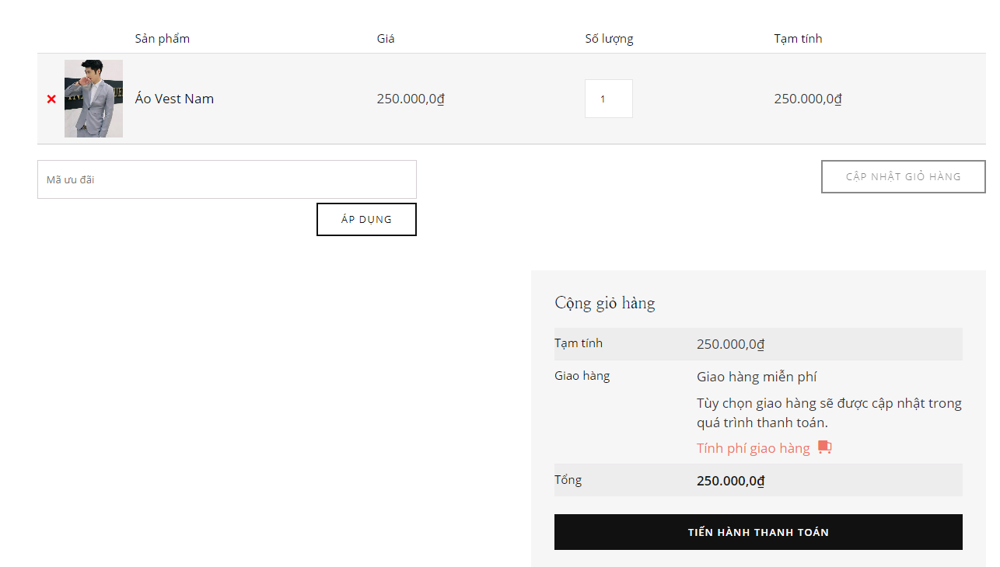 Sản phẩm Giá Số lượng Tạm tính
Áo Vest Nam 250.000,0₫ 1 250.000,0₫
Mã ưu đãi
CẬP NHẬT GIỎ HÀNG
ÁP DỤNG
Cộng giỏ hàng
Tạm tính 250.000,0₫
Giao hàng Giao hàng miễn phí
Tùy chọn giao hàng sẽ được cập nhật trong
quá trình thanh toán.
Tính phí giao hàng
Tổng 250.000,0₫
TIẾN HÀNH THANH TOÁN